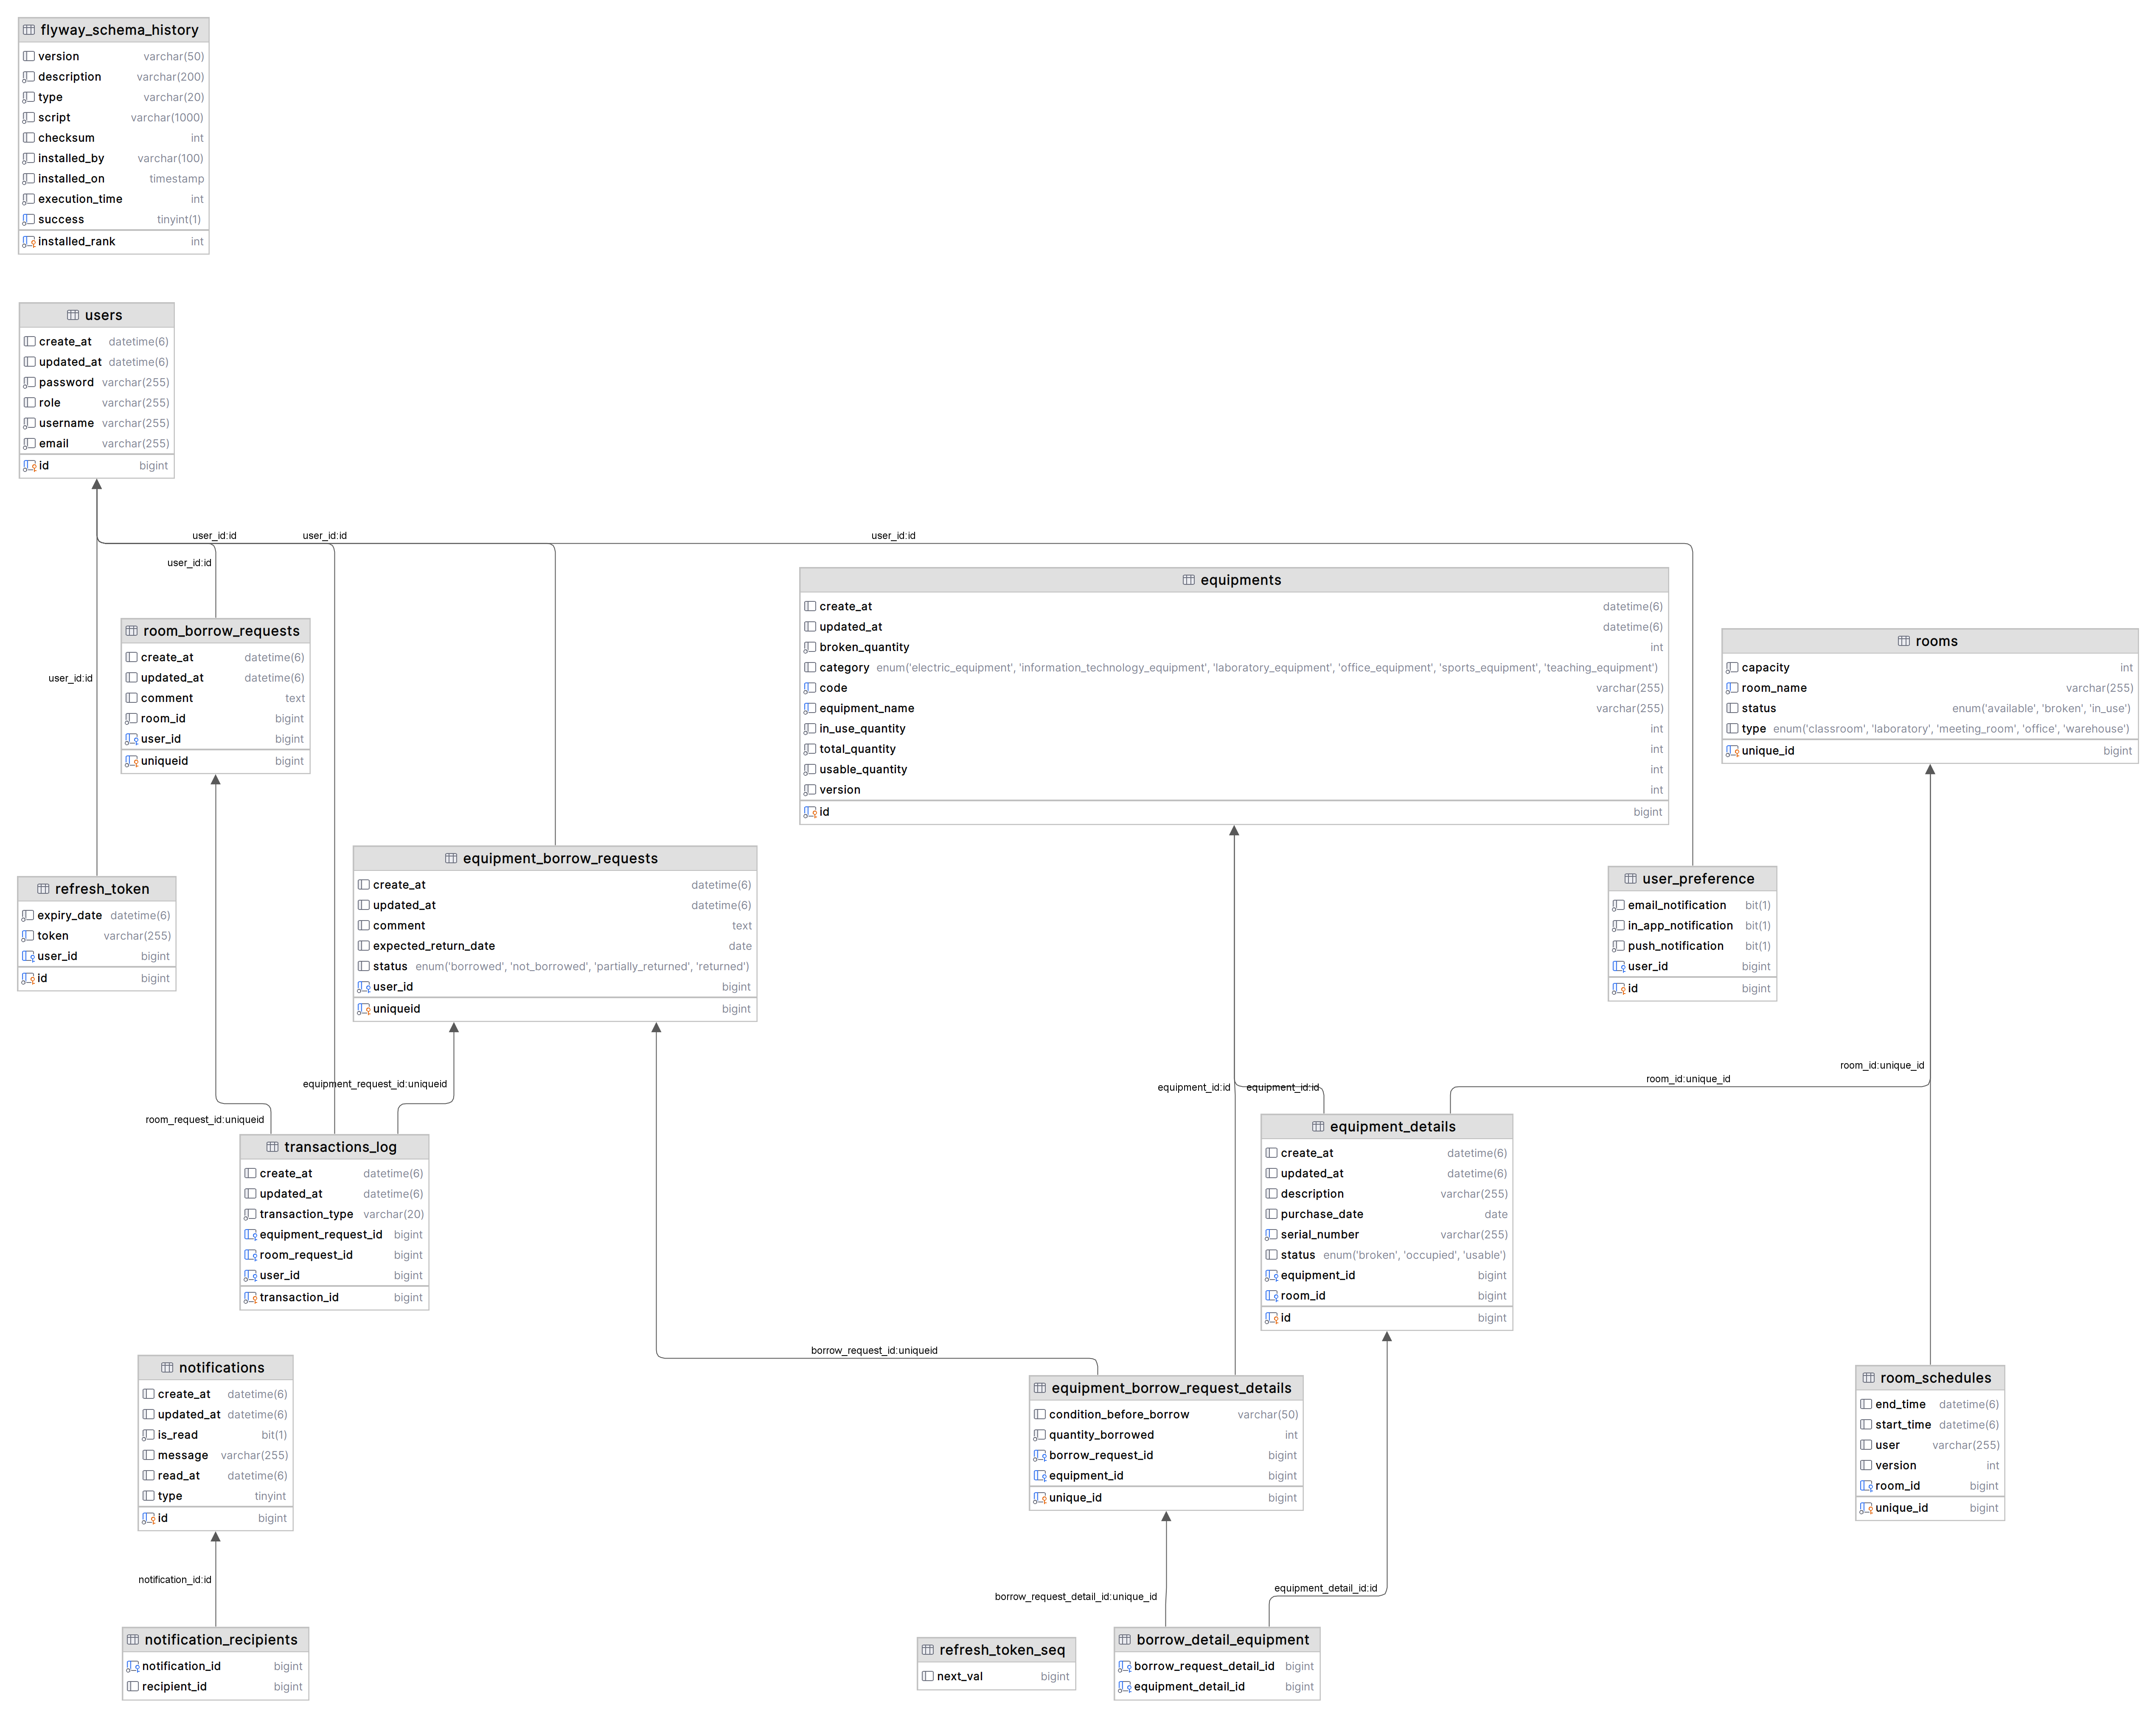 flyway_schema_history
version varchar(50)
description varchar(200)
type varchar(20)
script varchar(1000)
checksum int
installed_by varchar(100)
installed_on timestamp
execution_time int
success tinyint(1)
installed_rank int
users
create_at datetime(6)
updated_at datetime(6)
password varchar(255)
role varchar(255)
username varchar(255)
email varchar(255)
id bigint
user_id:id
user_id:id
user_id:id
user_id:id
user_id:id
room_borrow_requests
create_at datetime(6)
updated_at datetime(6)
comment text
room_id bigint
user_id bigint
uniqueid bigint
equipments
create_at datetime(6)
updated_at datetime(6)
broken_quantity int
category enum('electric_equipment', 'information_technology_equipment', 'laboratory_equipment', 'office_equipment', 'sports_equipment', 'teaching_equipment')
code varchar(255)
equipment_name varchar(255)
in_use_quantity int
total_quantity int
usable_quantity int
version int
id bigint
rooms
capacity int
room_name varchar(255)
status enum('available', 'broken', 'in_use')
type enum('classroom', 'laboratory', 'meeting_room', 'office', 'warehouse')
unique_id bigint
refresh_token
expiry_date datetime(6)
token varchar(255)
user_id bigint
id bigint
equipment_borrow_requests
create_at datetime(6)
updated_at datetime(6)
comment text
expected_return_date date
status enum('borrowed', 'not_borrowed', 'partially_returned', 'returned')
user_id bigint
uniqueid bigint
user_preference
email_notification bit(1)
in_app_notification bit(1)
push_notification bit(1)
user_id bigint
id bigint
equipment_request_id:uniqueid
room_request_id:uniqueid
equipment_id:id
equipment_id:id
room_id:unique_id
room_id:unique_id
transactions_log
create_at datetime(6)
updated_at datetime(6)
transaction_type varchar(20)
equipment_request_id bigint
room_request_id bigint
user_id bigint
transaction_id bigint
equipment_details
create_at datetime(6)
updated_at datetime(6)
description varchar(255)
purchase_date date
serial_number varchar(255)
status enum('broken', 'occupied', 'usable')
equipment_id bigint
room_id bigint
id bigint
borrow_request_id:uniqueid
notifications
create_at datetime(6)
updated_at datetime(6)
is_read bit(1)
message varchar(255)
read_at datetime(6)
type tinyint
id bigint
equipment_borrow_request_details
condition_before_borrow varchar(50)
quantity_borrowed int
borrow_request_id bigint
equipment_id bigint
unique_id bigint
room_schedules
end_time datetime(6)
start_time datetime(6)
user varchar(255)
version int
room_id bigint
unique_id bigint
notification_id:id
borrow_request_detail_id:unique_id
equipment_detail_id:id
notification_recipients
notification_id bigint
recipient_id bigint
refresh_token_seq
next_val bigint
borrow_detail_equipment
borrow_request_detail_id bigint
equipment_detail_id bigint